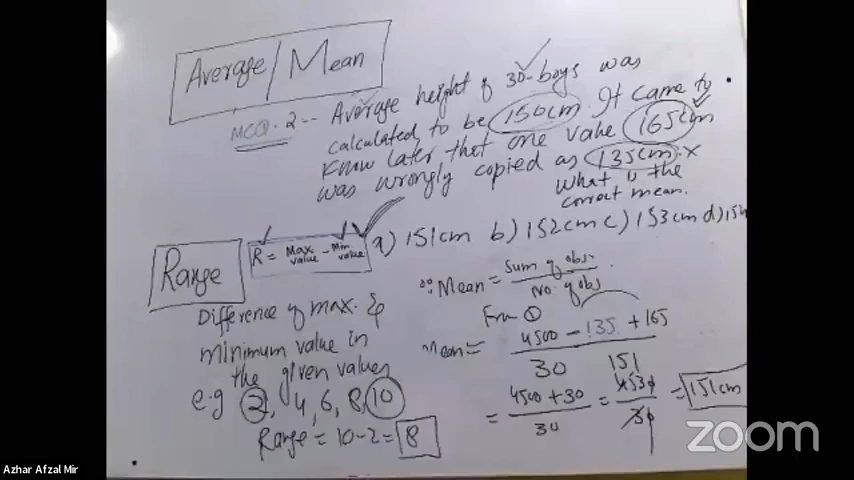 Average/Mean
MCQ.2 -- Average height of 30-boys was
calculated to be 150cm. It came to
know later that one value 165cm
was wrongly copied as 135cm. x
What is the
correct mean.
a) 151cm b) 152cm c) 153cm d)
Range
R = Max value - Min value
Difference of max. &
minimum value in
the given values
e.g 2, 4, 6, 8, 10
Range = 10-2 = 8
∵ Mean = Sum of obs. / No. of obs
From ①
Mean = 4500 - 135 + 165 / 30
= 4500 + 30 / 30 = 4530 / 30 = 151cm
151
zoom
Azhar Afzal Mir